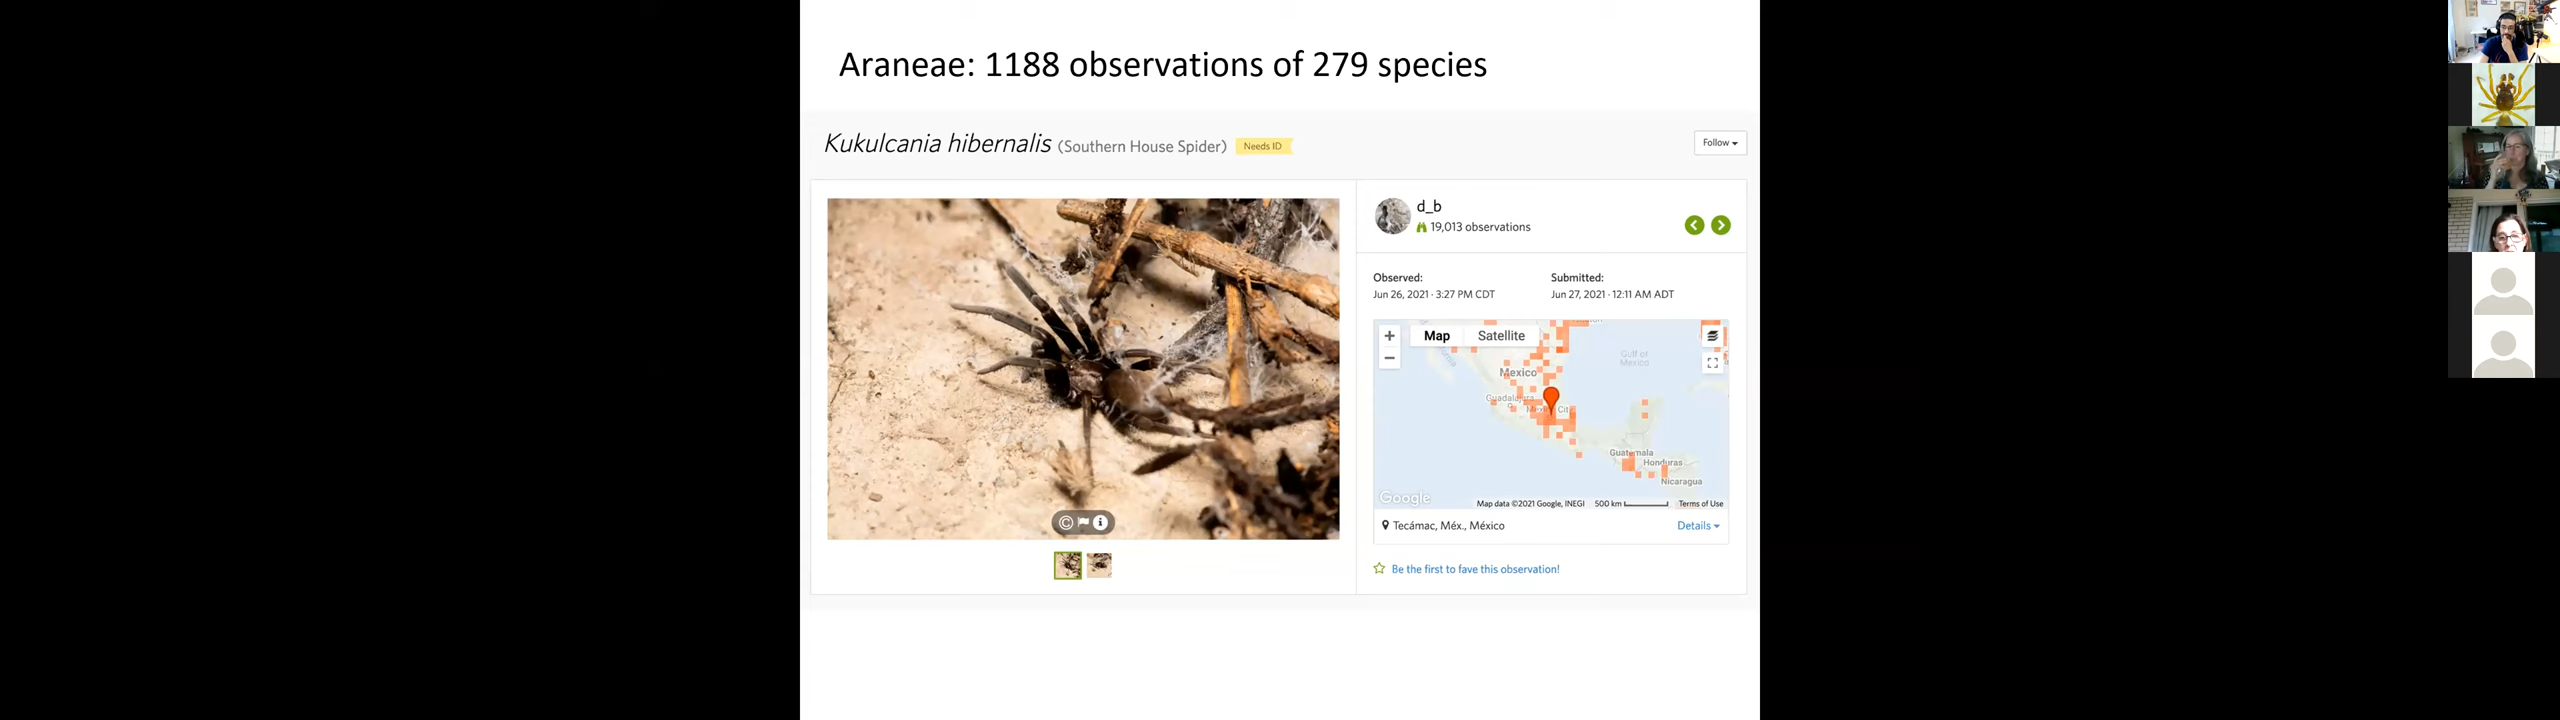 Araneae: 1188 observations of 279 species
Kukulcania hibernalis (Southern House Spider) Needs ID
Follow
d_b
19,013 observations
Observed:
Jun 26, 2021 · 3:27 PM CDT
Submitted:
Jun 27, 2021 · 12:11 AM ADT
Map
Satellite
Gulf of
Mexico
Mexico
Guadalajara
Mexico City
Guatemala
Honduras
Nicaragua
Google
Map data ©2021 Google, INEGI
500 km
Terms of Use
Tecámac, Méx., México
Details
Be the first to fave this observation!